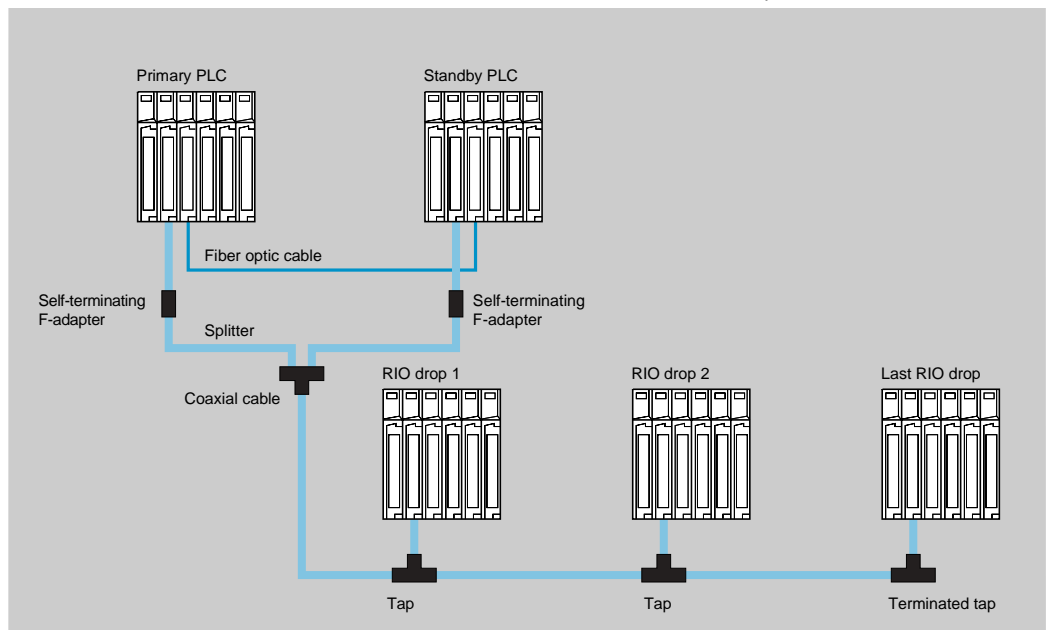 Primary PLC
Standby PLC
Fiber optic cable
Self-terminating
F-adapter
Self-terminating
F-adapter
Splitter
Coaxial cable
RIO drop 1
RIO drop 2
Last RIO drop
Tap
Tap
Terminated tap